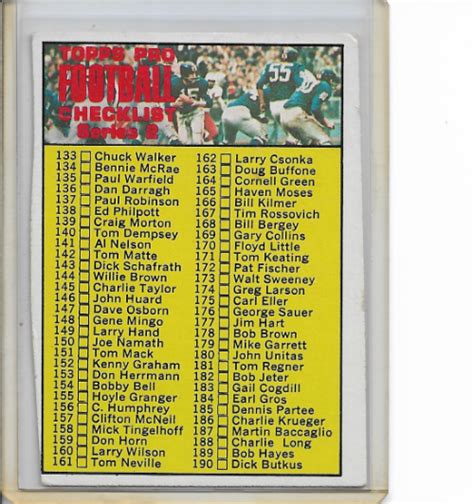 TOPPS PRO
FOOTBALL
CHECKLIST
Series 2
133 Chuck Walker
134 Bennie McRae
135 Paul Warfield
136 Dan Darragh
137 Paul Robinson
138 Ed Philpott
139 Craig Morton
140 Tom Dempsey
141 Al Nelson
142 Tom Matte
143 Dick Schafrath
144 Willie Brown
145 Charlie Taylor
146 John Huard
147 Dave Osborn
148 Gene Mingo
149 Larry Hand
150 Joe Namath
151 Tom Mack
152 Kenny Graham
153 Don Herrmann
154 Bobby Bell
155 Hoyle Granger
156 C. Humphrey
157 Clifton McNeil
158 Mick Tingelhoff
159 Don Horn
160 Larry Wilson
161 Tom Neville
162 Larry Csonka
163 Doug Buffone
164 Cornell Green
165 Haven Moses
166 Bill Kilmer
167 Tim Rossovich
168 Bill Bergey
169 Gary Collins
170 Floyd Little
171 Tom Keating
172 Pat Fischer
173 Walt Sweeney
174 Greg Larson
175 Carl Eller
176 George Sauer
177 Jim Hart
178 Bob Brown
179 Mike Garrett
180 John Unitas
181 Tom Regner
182 Bob Jeter
183 Gail Cogdill
184 Earl Gros
185 Dennis Partee
186 Charlie Krueger
187 Martin Baccaglio
188 Charlie Long
189 Bob Hayes
190 Dick Butkus
55